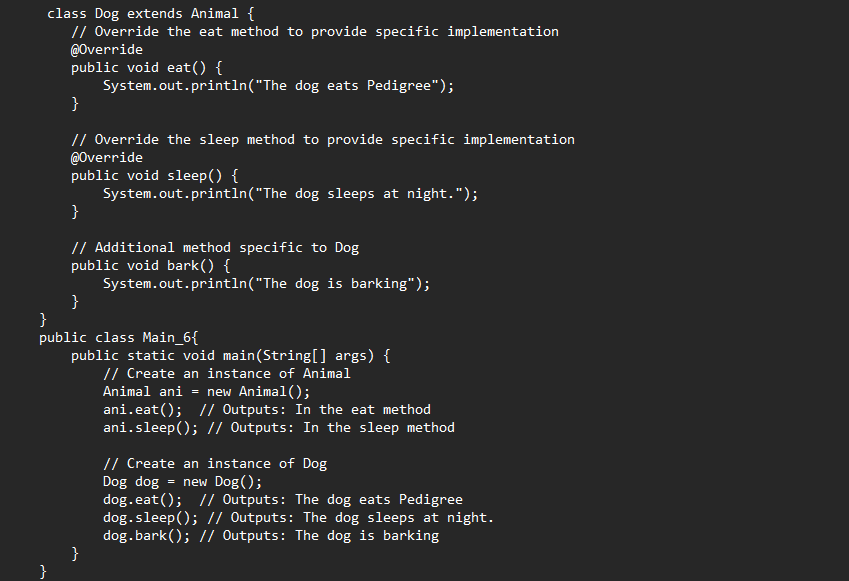 class Dog extends Animal {
// Override the eat method to provide specific implementation
@Override
public void eat() {
System.out.println("The dog eats Pedigree");
}
// Override the sleep method to provide specific implementation
@Override
public void sleep() {
System.out.println("The dog sleeps at night.");
}
// Additional method specific to Dog
public void bark() {
System.out.println("The dog is barking");
}
}
public class Main_6{
public static void main(String[] args) {
// Create an instance of Animal
Animal ani = new Animal();
ani.eat();  // Outputs: In the eat method
ani.sleep(); // Outputs: In the sleep method
// Create an instance of Dog
Dog dog = new Dog();
dog.eat();  // Outputs: The dog eats Pedigree
dog.sleep(); // Outputs: The dog sleeps at night.
dog.bark(); // Outputs: The dog is barking
}
}